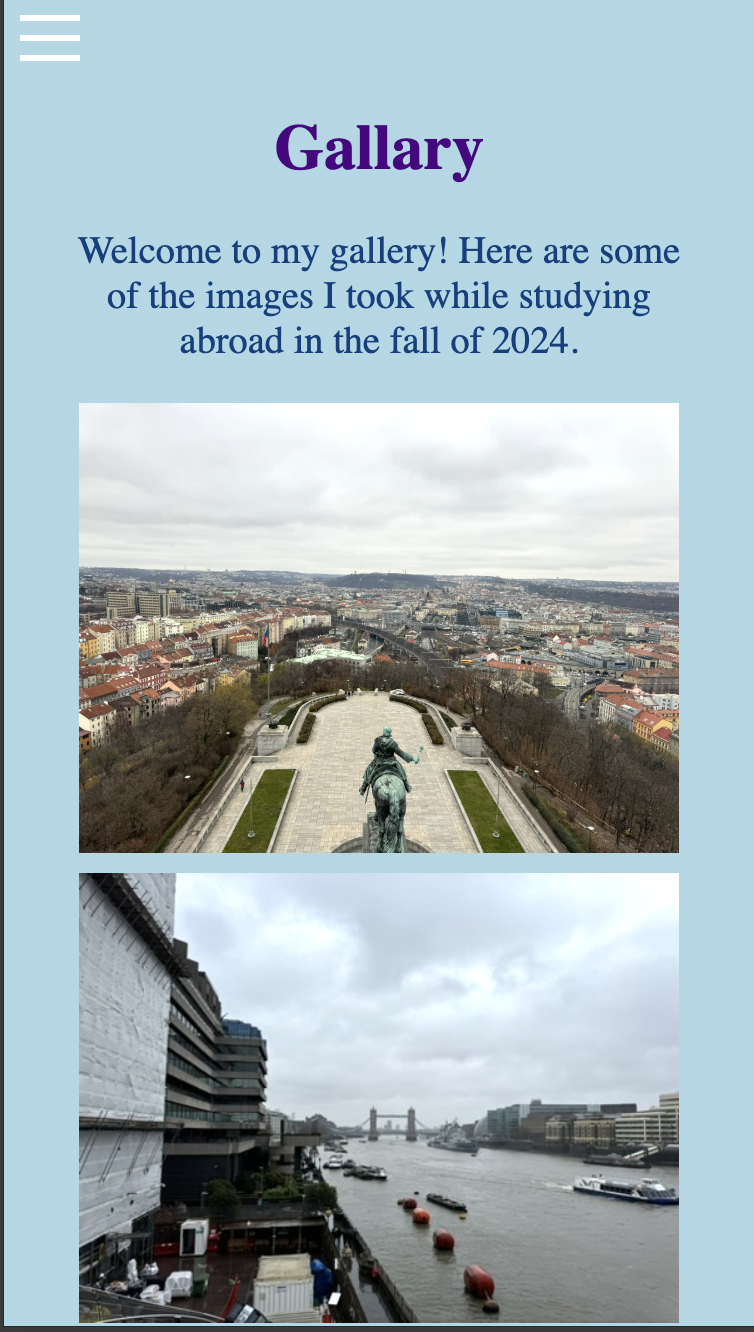 Gallary
Welcome to my gallery! Here are some
of the images I took while studying
abroad in the fall of 2024.